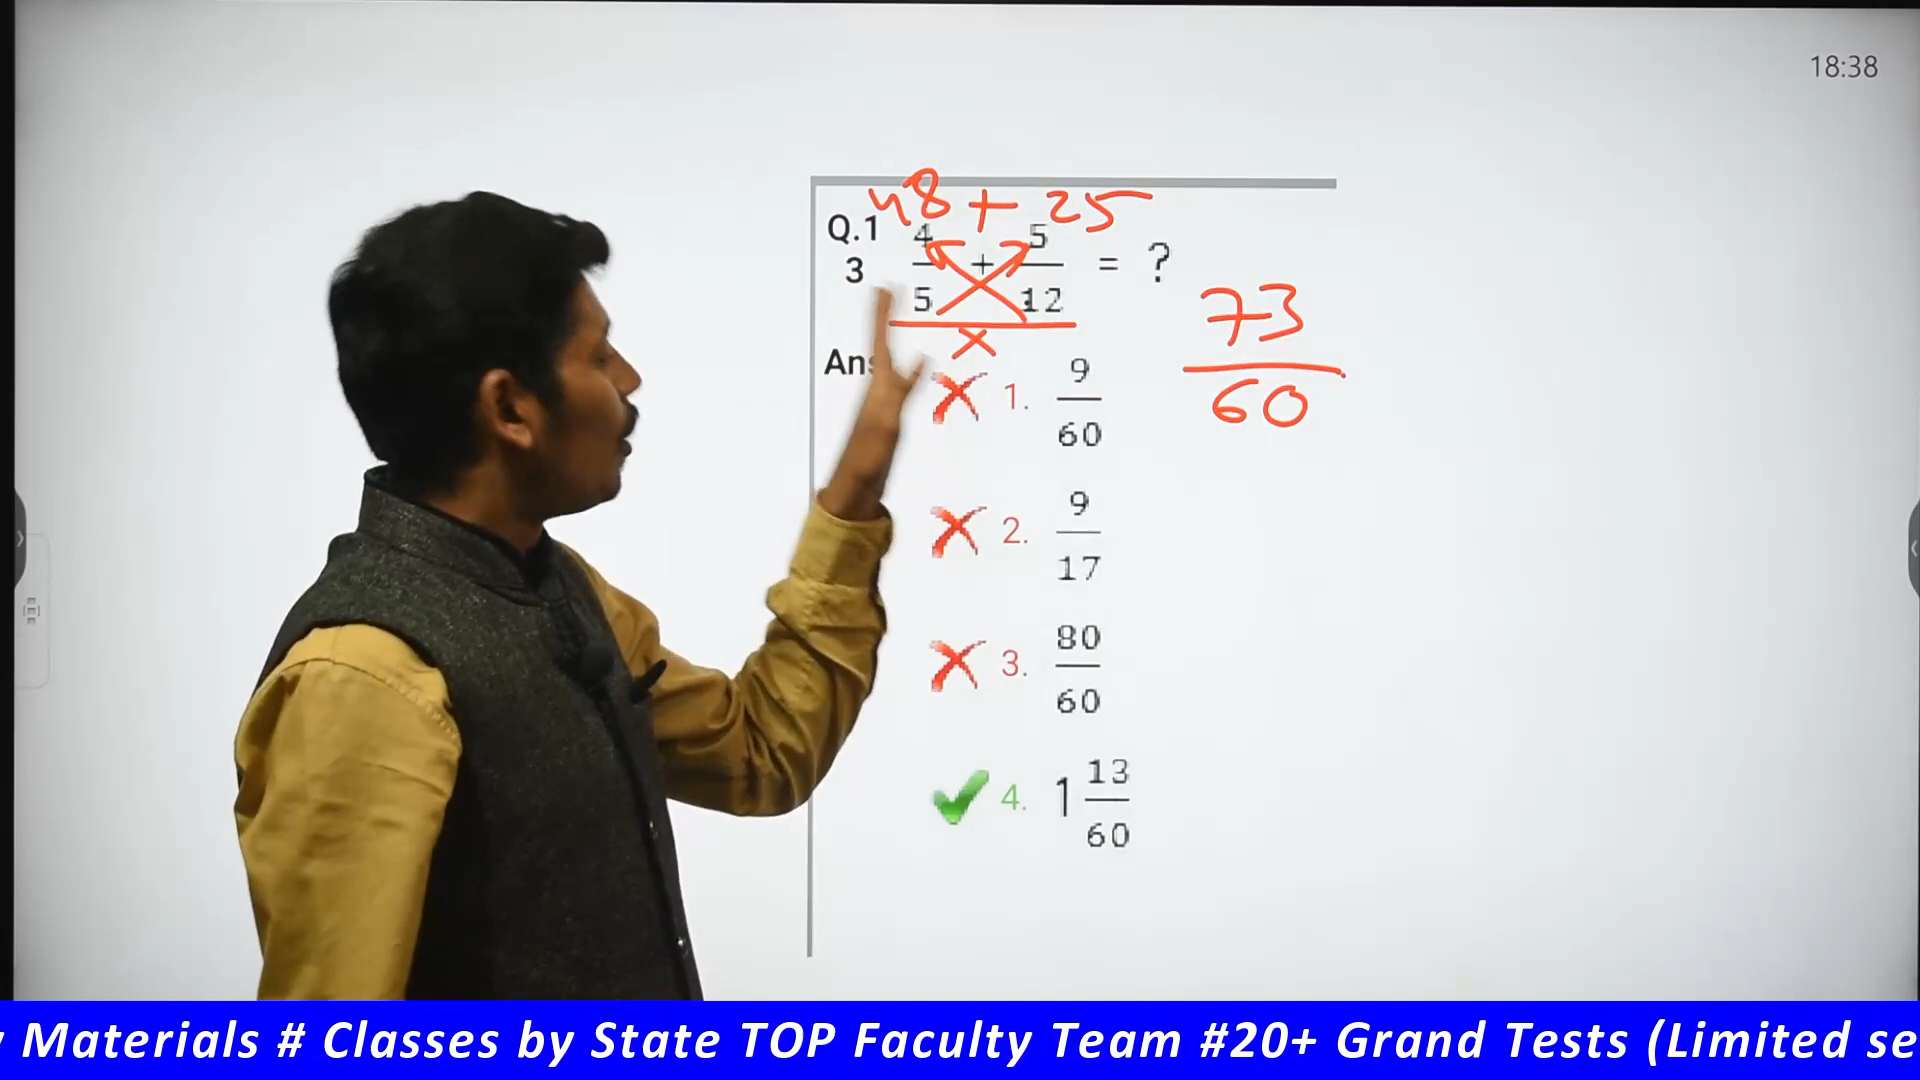 18:38
48 + 25
Q.1 4/5 + 5/12 = ?
3
×
73/60
Ans
1. 9/60
2. 9/17
3. 80/60
4. 1 13/60
Materials # Classes by State TOP Faculty Team #20+ Grand Tests (Limited